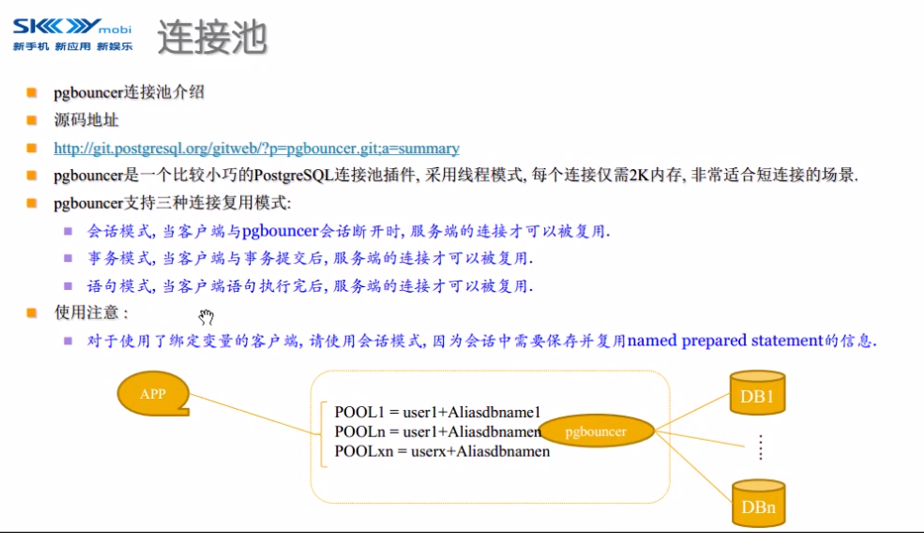 SKYmobi
新手机 新应用 新娱乐
连接池
pgbouncer连接池介绍
源码地址
http://git.postgresql.org/gitweb/?p=pgbouncer.git;a=summary
pgbouncer是一个比较小巧的PostgreSQL连接池插件, 采用线程模式, 每个连接仅需2K内存, 非常适合短连接的场景.
pgbouncer支持三种连接复用模式:
会话模式, 当客户端与pgbouncer会话断开时, 服务端的连接才可以被复用.
事务模式, 当客户端与事务提交后, 服务端的连接才可以被复用.
语句模式, 当客户端语句执行完后, 服务端的连接才可以被复用.
使用注意 :
对于使用了绑定变量的客户端, 请使用会话模式, 因为会话中需要保存并复用named prepared statement的信息.
APP
POOL1 = user1+Aliasdbname1
POOLn = user1+Aliasdbnamen
POOLxn = userx+Aliasdbnamen
pgbouncer
DB1
DBn